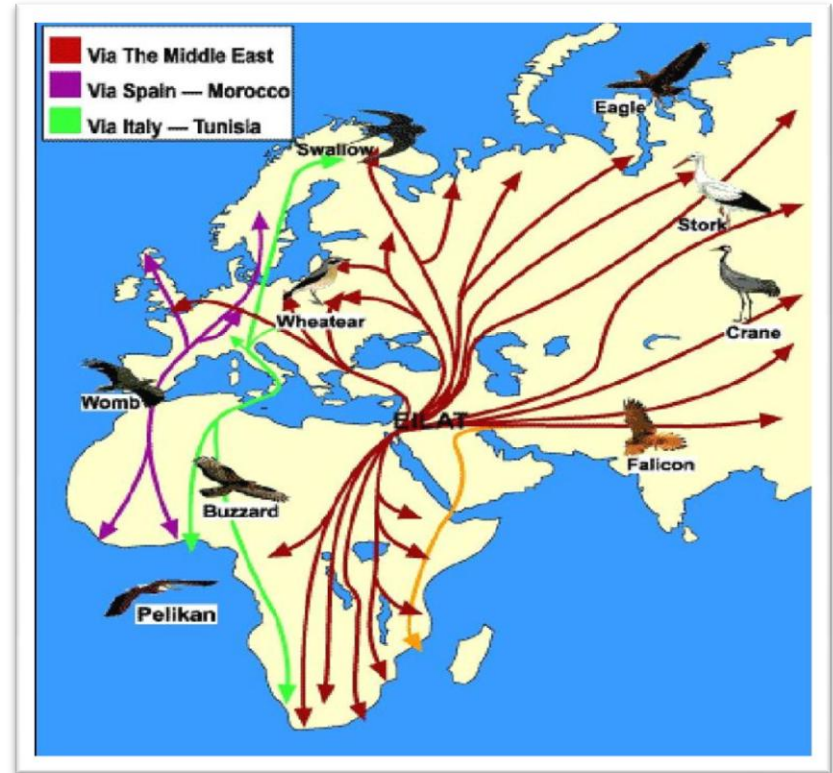 Via The Middle East
Via Spain — Morocco
Via Italy — Tunisia
Eagle
Swallow
Stork
Wheatear
Crane
Womb
EILAT
Falicon
Buzzard
Pelikan